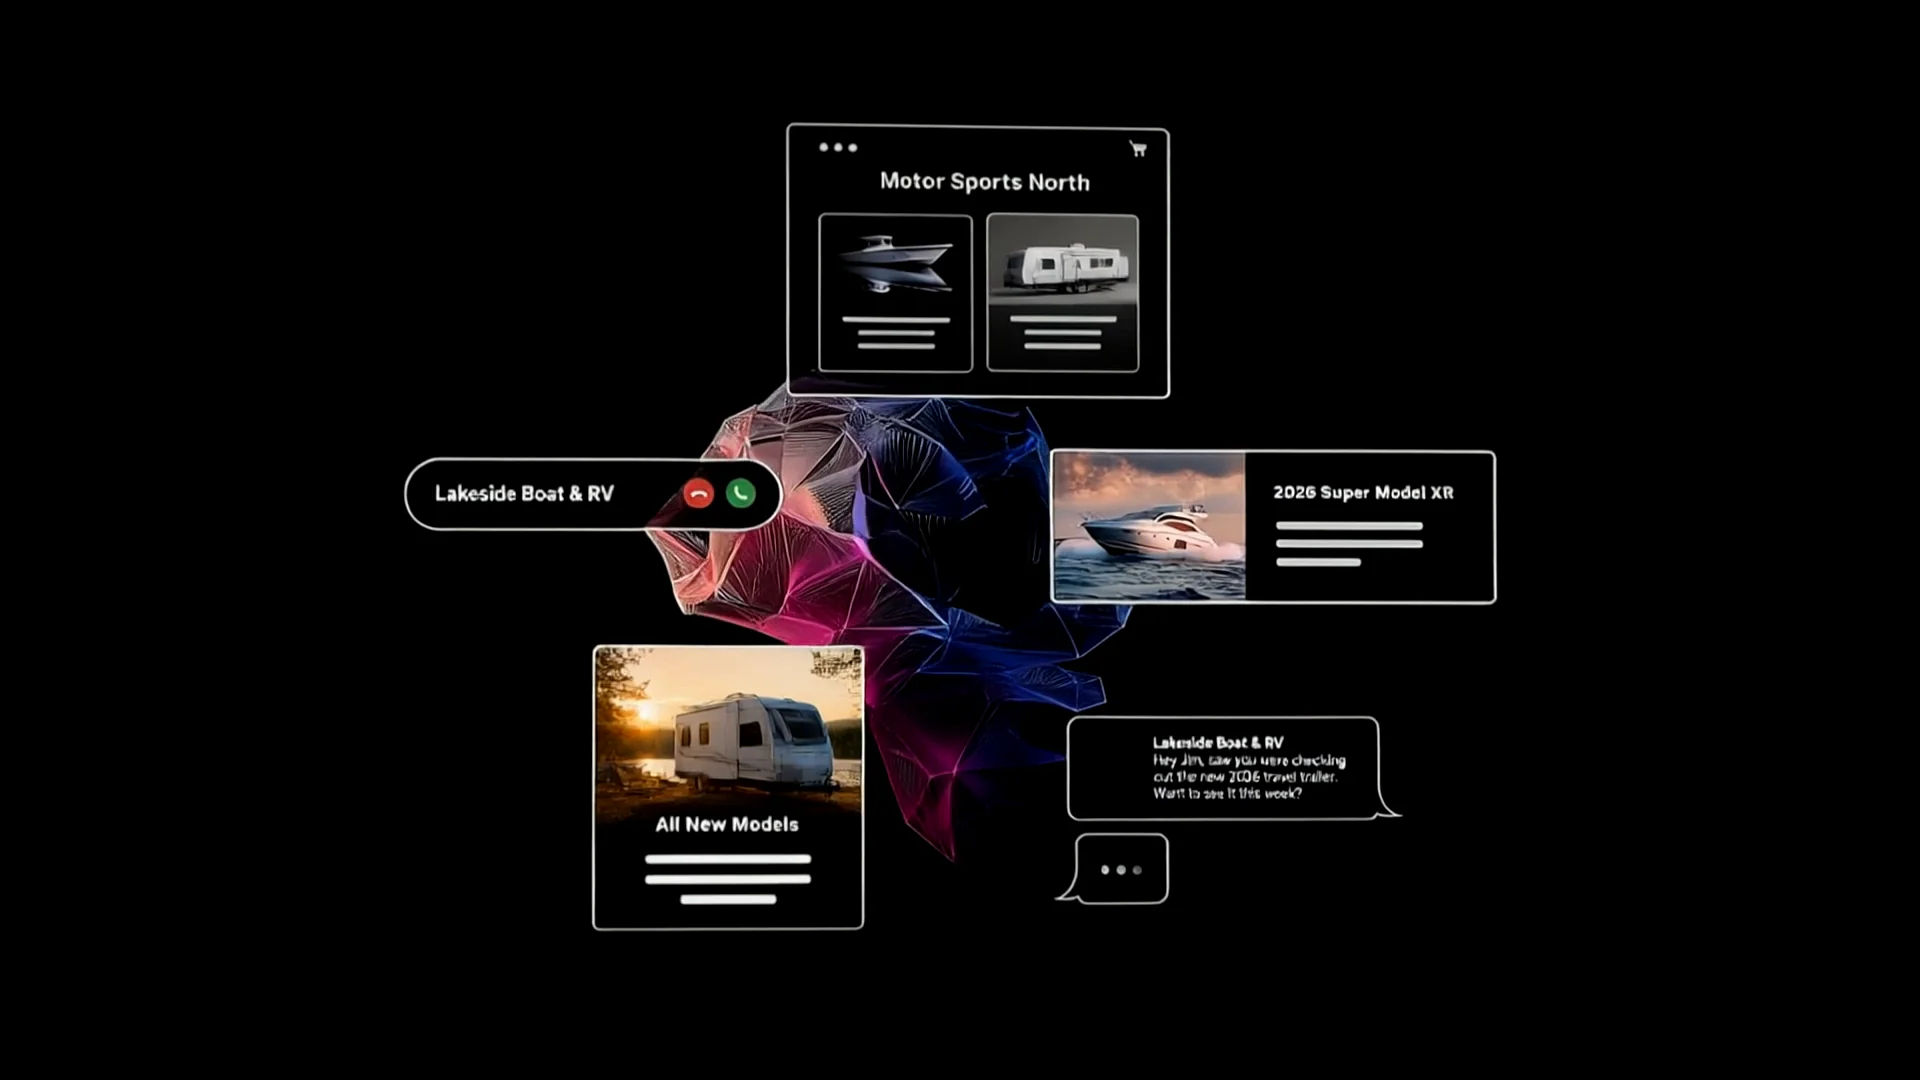 Motor Sports North
Lakeside Boat & RV
2026 Super Model XR
All New Models
Lakeside Boat & RV
Hey Jim, saw you were checking
out the new 2026 travel trailer.
Want to see it this week?